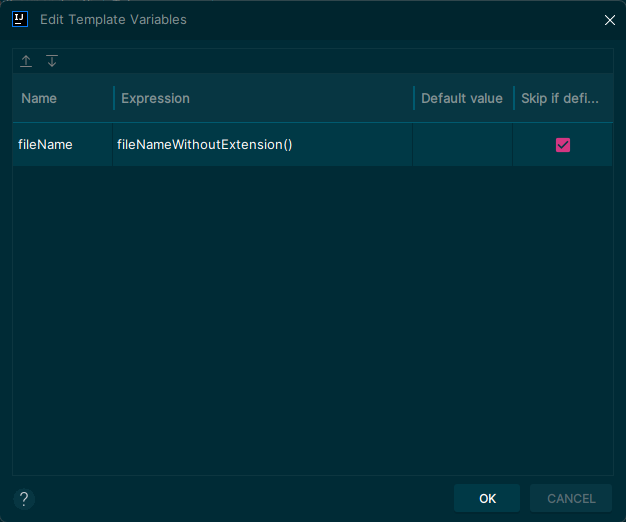 IJ Edit Template Variables
Name Expression Default value Skip if defi...
fileName fileNameWithoutExtension()
? OK CANCEL